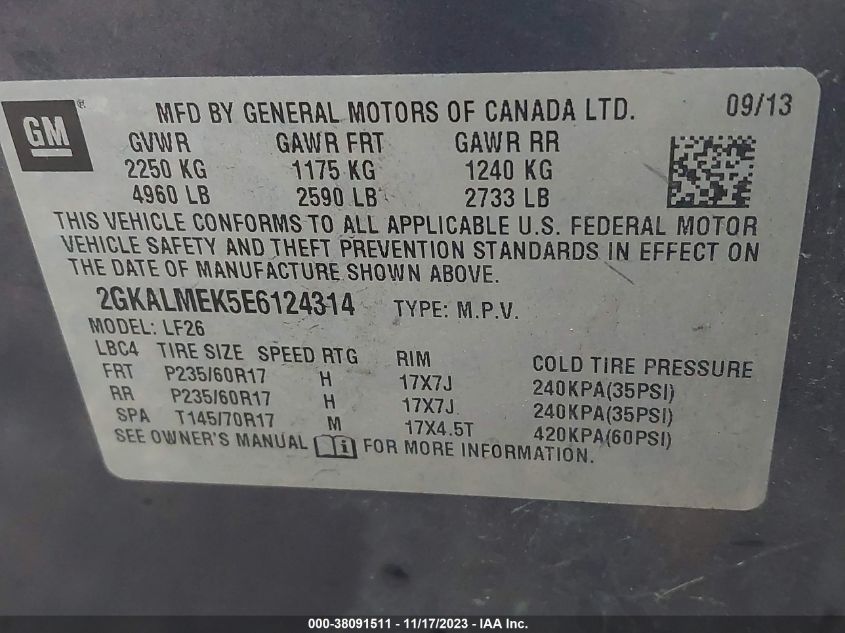 GM ®
MFD BY GENERAL MOTORS OF CANADA LTD. 09/13
GVWR GAWR FRT GAWR RR
2250 KG 1175 KG 1240 KG
4960 LB 2590 LB 2733 LB
THIS VEHICLE CONFORMS TO ALL APPLICABLE U.S. FEDERAL MOTOR
VEHICLE SAFETY AND THEFT PREVENTION STANDARDS IN EFFECT ON
THE DATE OF MANUFACTURE SHOWN ABOVE.
2GKALMEK5E6124314 TYPE: M.P.V.
MODEL: LF26
LBC4 TIRE SIZE SPEED RTG RIM COLD TIRE PRESSURE
FRT P235/60R17 H 17X7J 240KPA(35PSI)
RR P235/60R17 H 17X7J 240KPA(35PSI)
SPA T145/70R17 M 17X4.5T 420KPA(60PSI)
SEE OWNER'S MANUAL i FOR MORE INFORMATION.
000-38091511 - 11/17/2023 - IAA Inc.